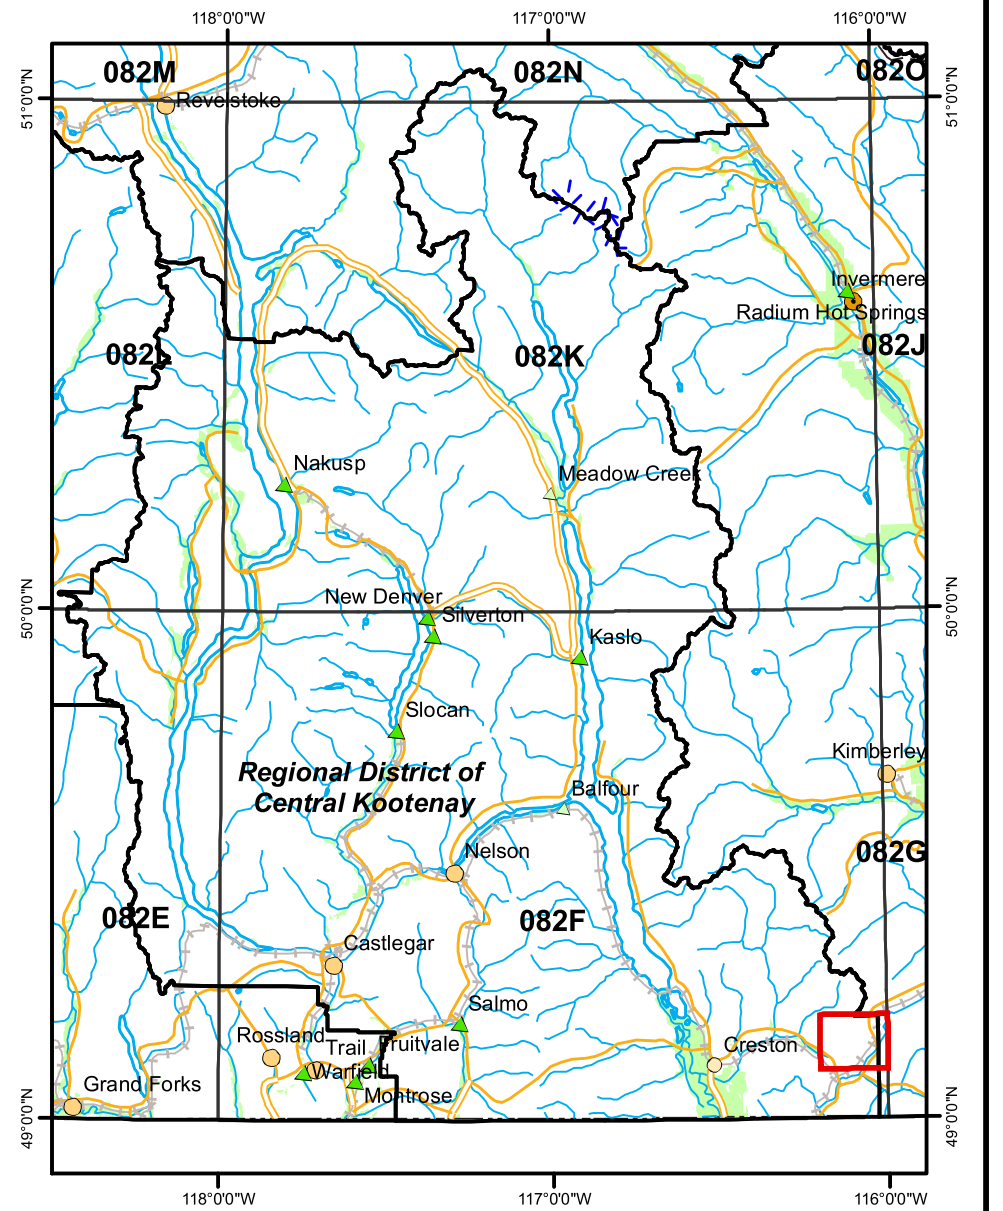 118°0'0"W 117°0'0"W 116°0'0"W
082M 082N 082O
51°0'0"N 51°0'0"N
Revelstoke
Invermere
Radium Hot Springs
082L 082K 082J
Nakusp
Meadow Creek
New Denver
Silverton
50°0'0"N 50°0'0"N
Kaslo
Slocan
Kimberley
Regional District of
Central Kootenay
Balfour
Nelson
082G
082E 082F
Castlegar
Salmo
Rossland
Trail
Fruitvale
Creston
Warfield
Grand Forks
Montrose
49°0'0"N 49°0'0"N
118°0'0"W 117°0'0"W 116°0'0"W